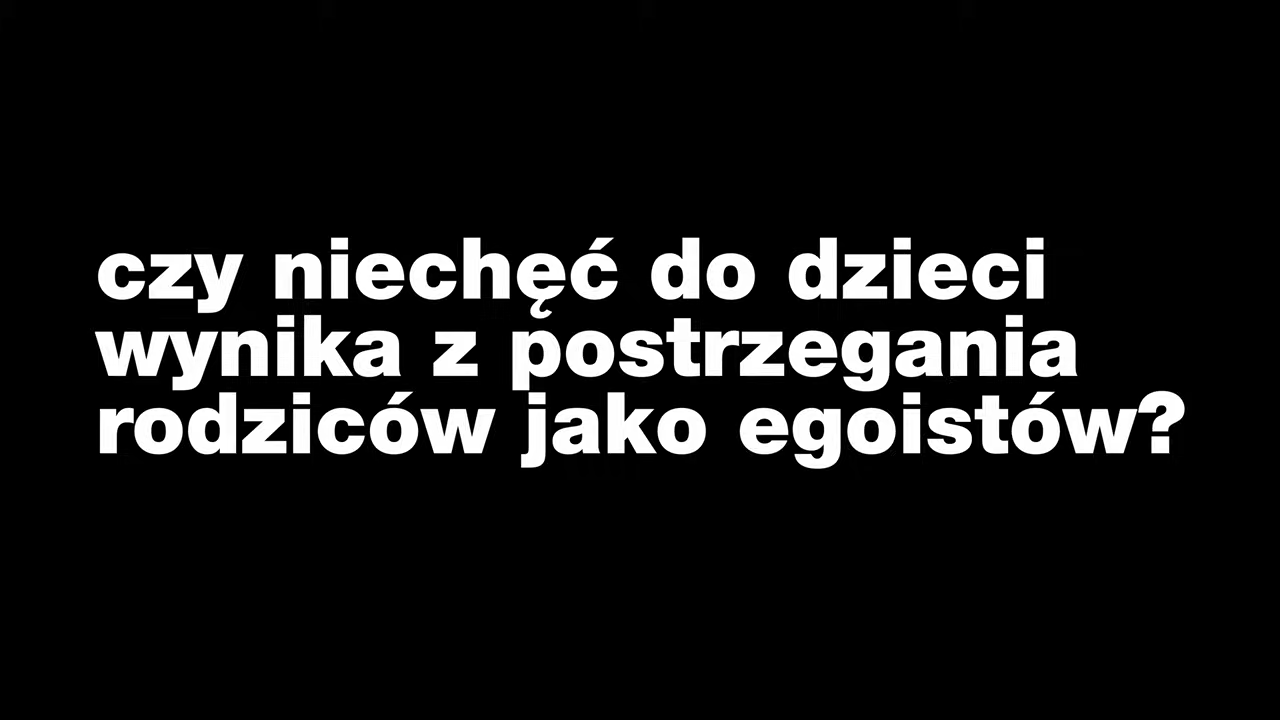 czy niechęć do dzieci
wynika z postrzegania
rodziców jako egoistów?